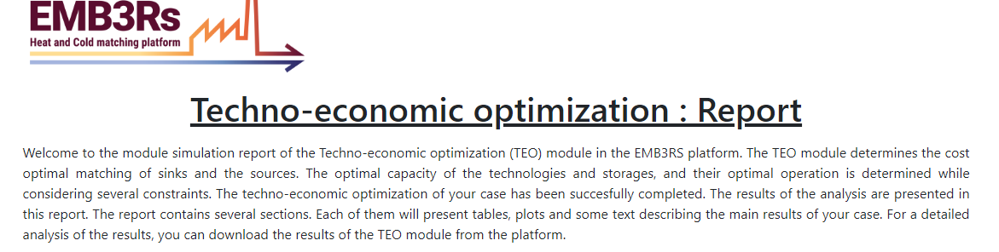 EMB3Rs
Heat and Cold matching platform
Techno-economic optimization : Report
Welcome to the module simulation report of the Techno-economic optimization (TEO) module in the EMB3RS platform. The TEO module determines the cost
optimal matching of sinks and the sources. The optimal capacity of the technologies and storages, and their optimal operation is determined while
considering several constraints. The techno-economic optimization of your case has been succesfully completed. The results of the analysis are presented in
this report. The report contains several sections. Each of them will present tables, plots and some text describing the main results of your case. For a detailed
analysis of the results, you can download the results of the TEO module from the platform.